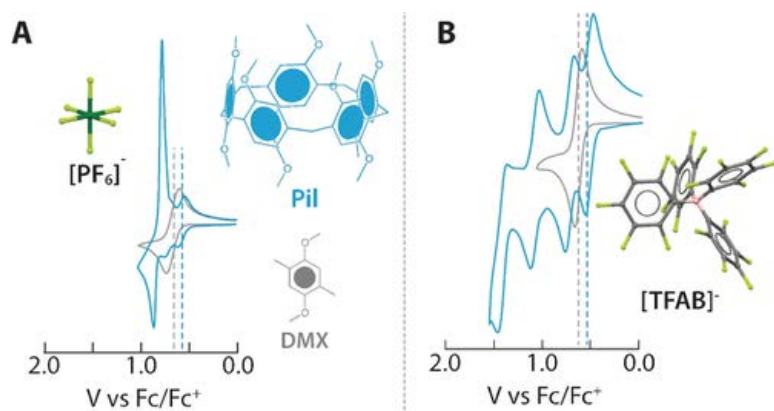 A
[PF₆]⁻
Pil
DMX
2.0 1.0 0.0
V vs Fc/Fc⁺
B
[TFAB]⁻
2.0 1.0 0.0
V vs Fc/Fc⁺